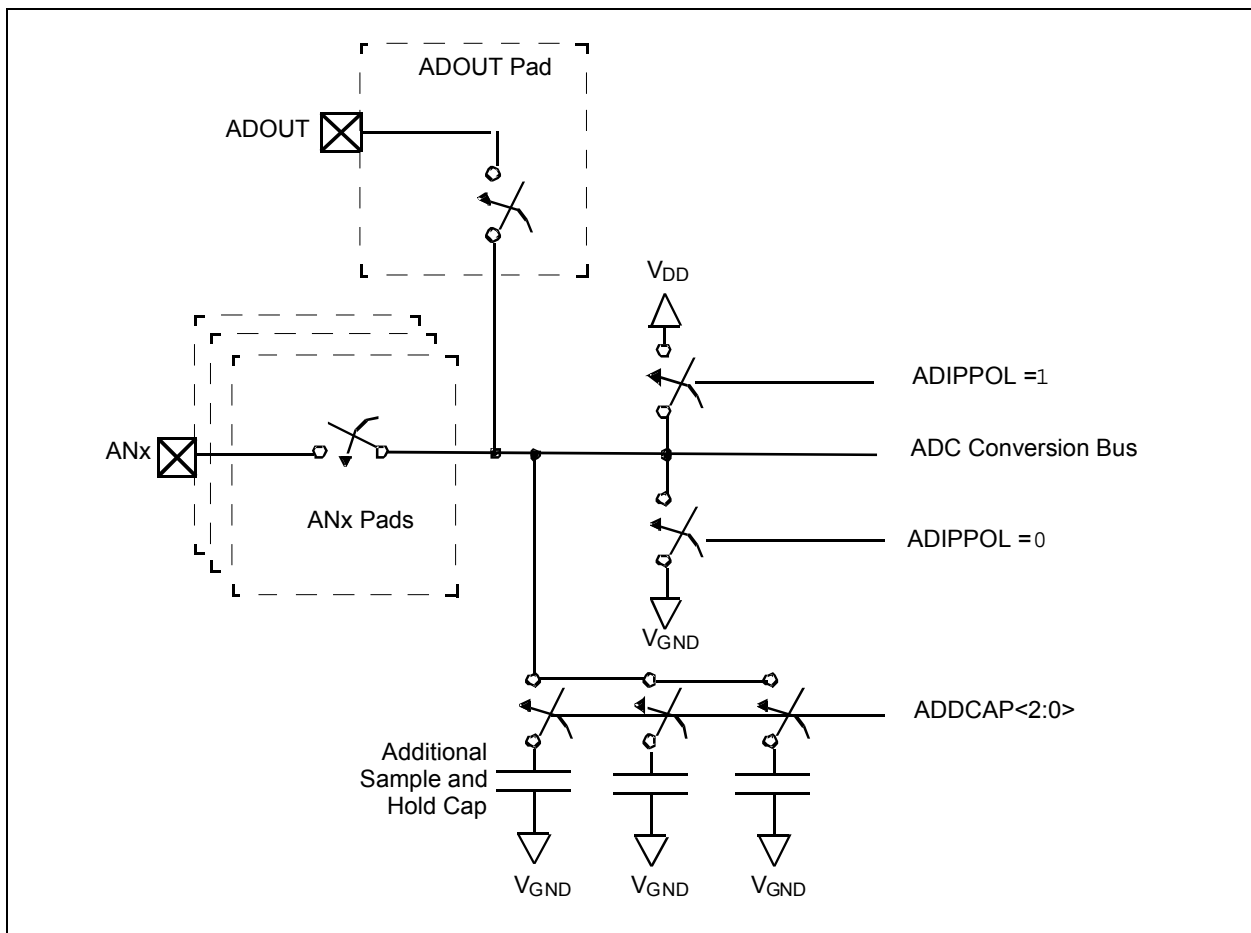 ADOUT Pad
ADOUT
VDD
ADIPPOL =1
ANx
ADC Conversion Bus
ANx Pads
ADIPPOL =0
VGND
ADDCAP<2:0>
Additional
Sample and
Hold Cap
VGND
VGND
VGND